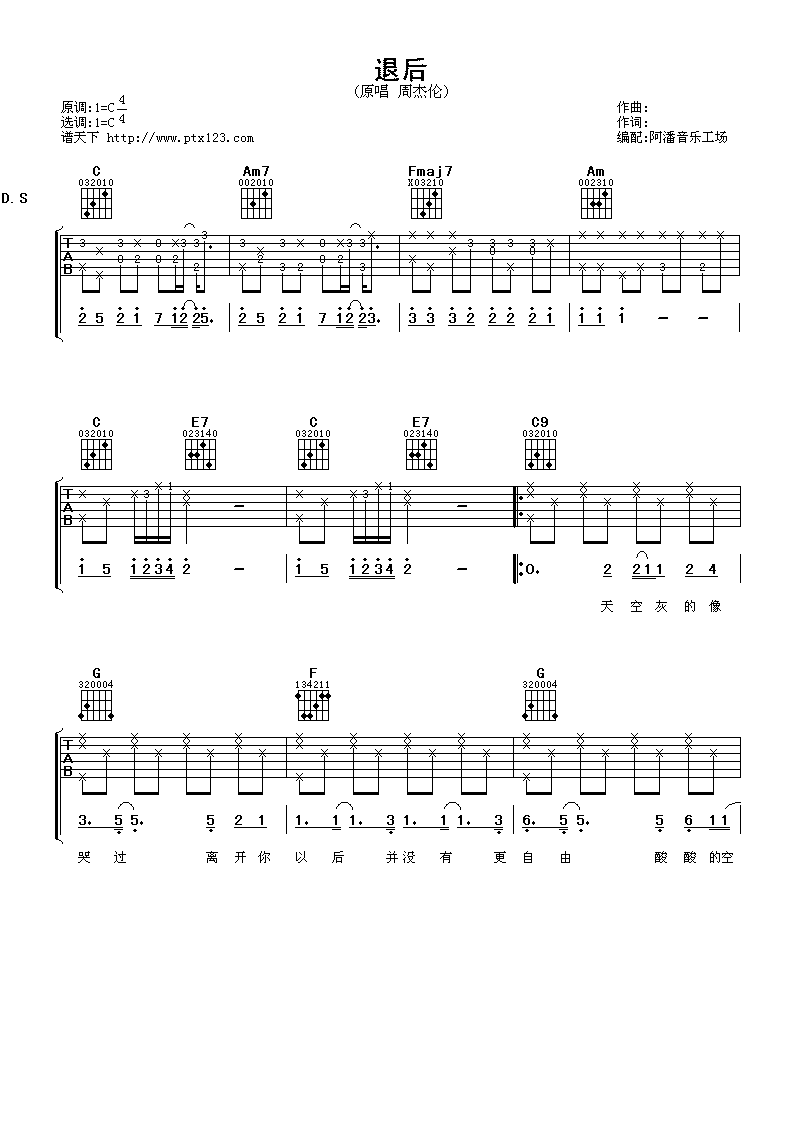 退后
(原唱 周杰伦)
原调:1=C 4/4
选调:1=C
谱天下 http://www.ptx123.com
作曲:
作词:
编配:阿潘音乐工场
D.S
C Am7 Fmaj7 Am
032010 002010 X03210 002310
TAB
2 5 2 1 7 12 25. 2 5 2 1 7 12 23. 3 3 3 2 2 2 2 1 1 1 1 – –
C E7 C E7 C9
032010 023140 032010 023140 032010
TAB
1 5 1234 2 – 1 5 1234 2 – 0. 2 211 2 4
天 空 灰 的 像
G F G
320004 134211 320004
TAB
3. 5 5. 5 2 1 1. 1 1. 3 1. 1 1. 3 6. 5 5. 5 6 11
哭 过 离 开 你 以 后 并 没 有 更 自 由 酸 酸 的 空